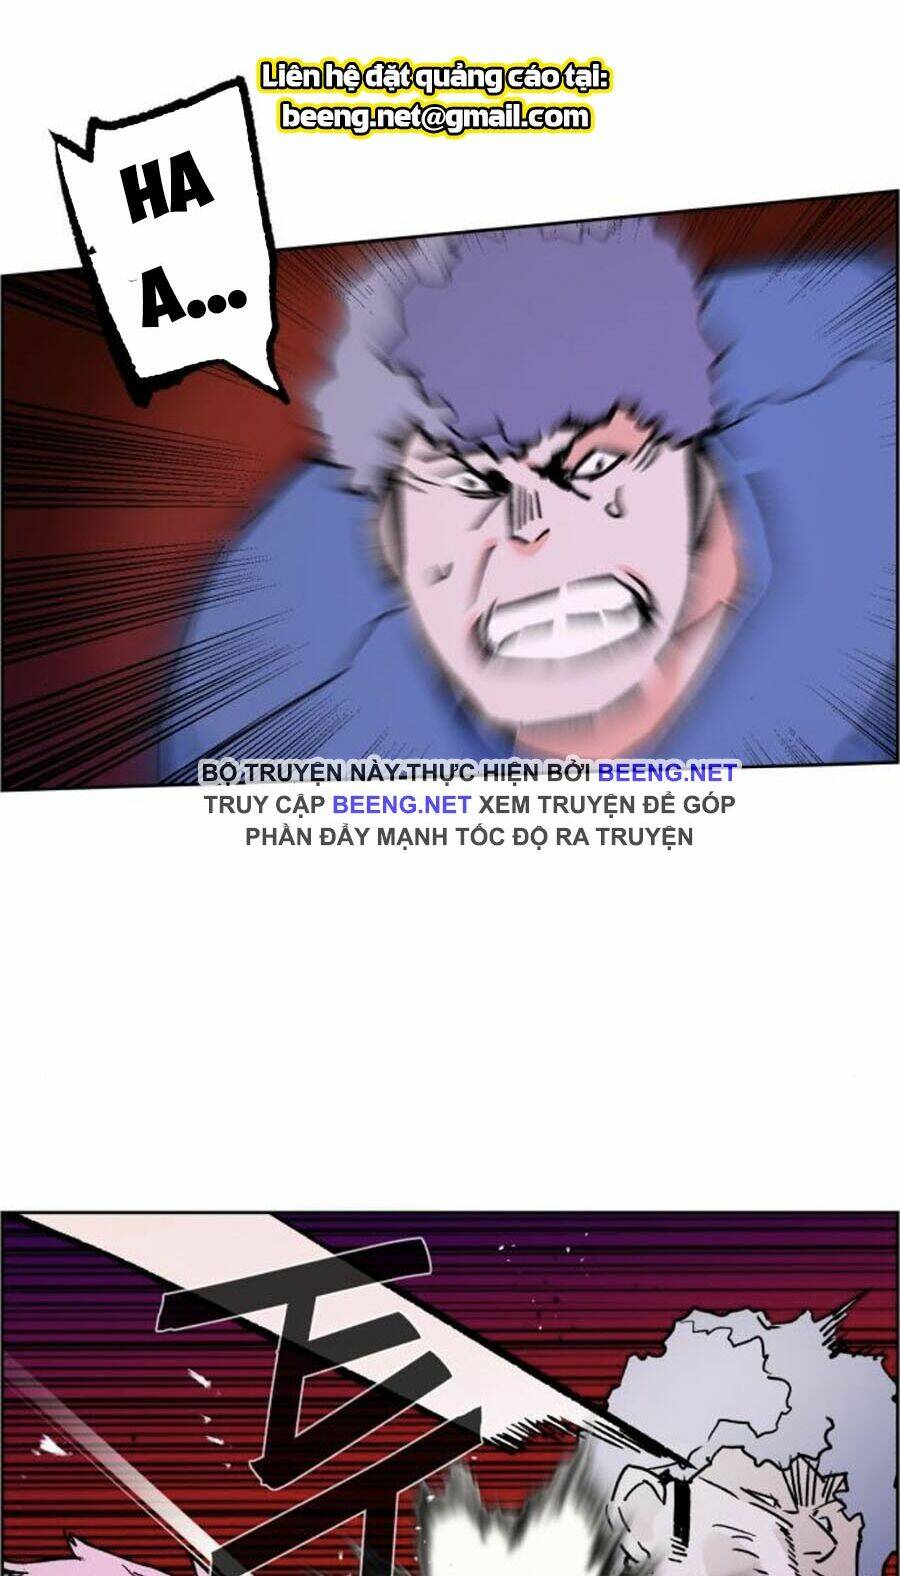 Liên hệ đặt quảng cáo tại:
beeng.net@gmail.com
HA
A...
BỘ TRUYỆN NÀY THỰC HIỆN BỞI BEENG.NET
TRUY CẬP BEENG.NET XEM TRUYỆN ĐỂ GÓP
PHẦN ĐẨY MẠNH TỐC ĐỘ RA TRUYỆN